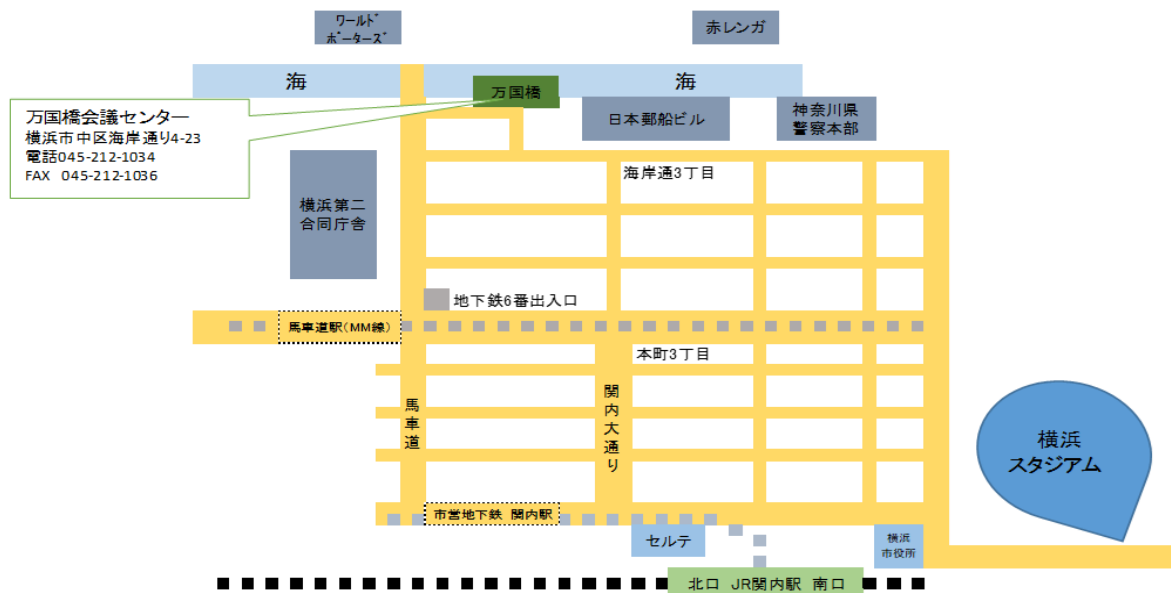 ワールド
ポーターズ
赤レンガ
海
海
万国橋
万国橋会議センター
横浜市中区海岸通り4-23
電話045-212-1034
FAX 045-212-1036
日本郵船ビル
神奈川県
警察本部
海岸通3丁目
横浜第二
合同庁舎
地下鉄6番出入口
馬車道駅(MM線)
本町3丁目
馬車道
関内大通り
横浜
スタジアム
市営地下鉄 関内駅
セルテ
横浜
市役所
北口 JR関内駅 南口